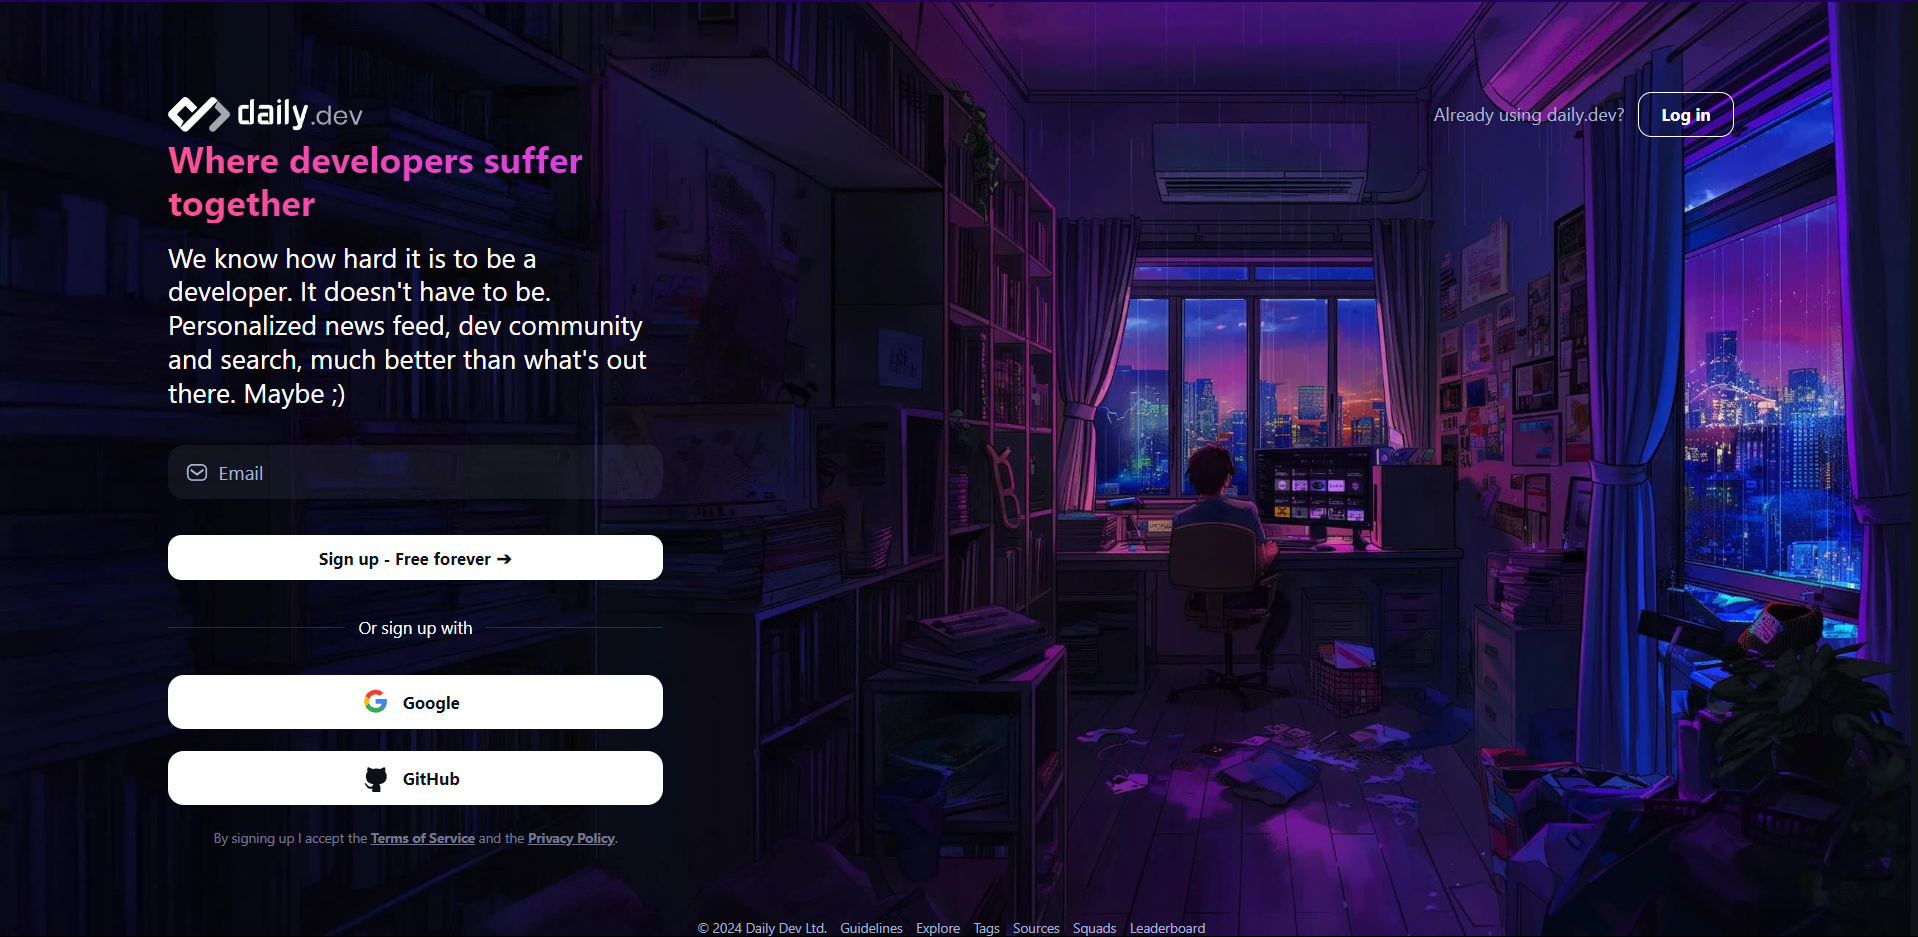 daily.dev
Already using daily.dev?
Log in
Where developers suffer
together
We know how hard it is to be a
developer. It doesn't have to be.
Personalized news feed, dev community
and search, much better than what's out
there. Maybe ;)
Email
Sign up - Free forever ➔
Or sign up with
Google
GitHub
By signing up I accept the Terms of Service and the Privacy Policy.
© 2024 Daily Dev Ltd. Guidelines Explore Tags Sources Squads Leaderboard